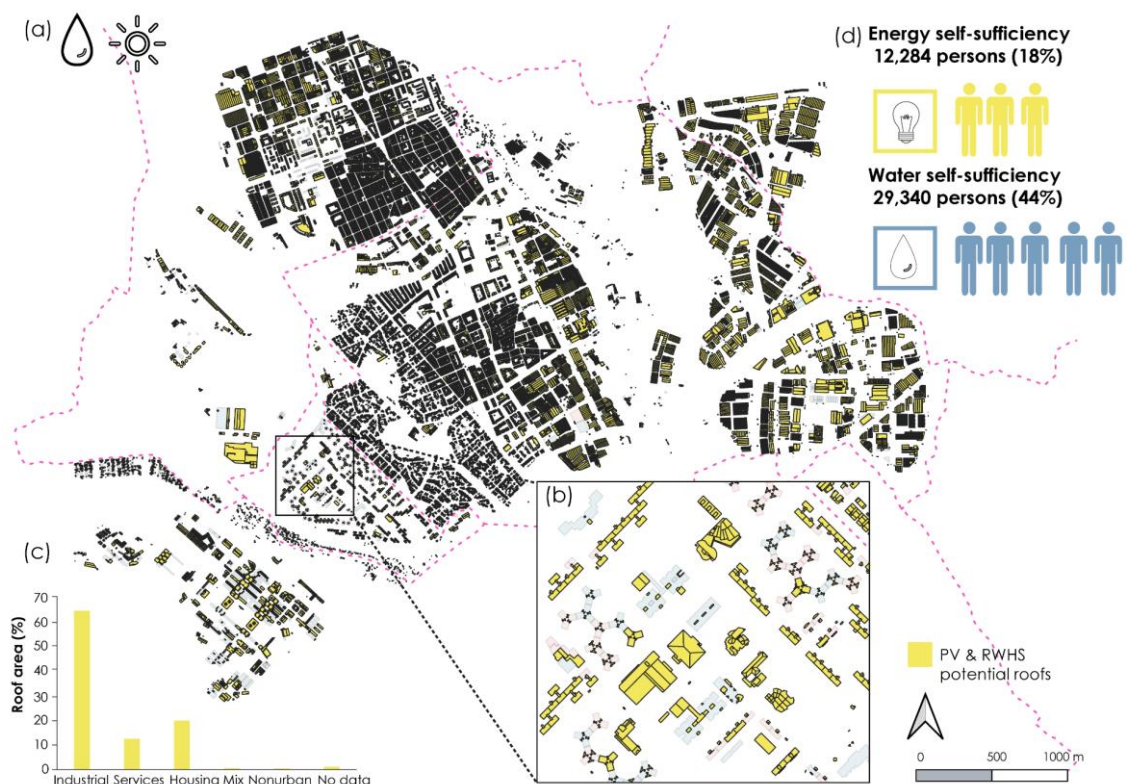 (a)
(d)
Energy self-sufficiency
12,284 persons (18%)
Water self-sufficiency
29,340 persons (44%)
(b)
(c)
Roof area (%)
70
60
50
40
30
20
10
0
Industrial Services Housing Mix Nonurban No data
PV & RWHS
potential roofs
0 500 1000 m